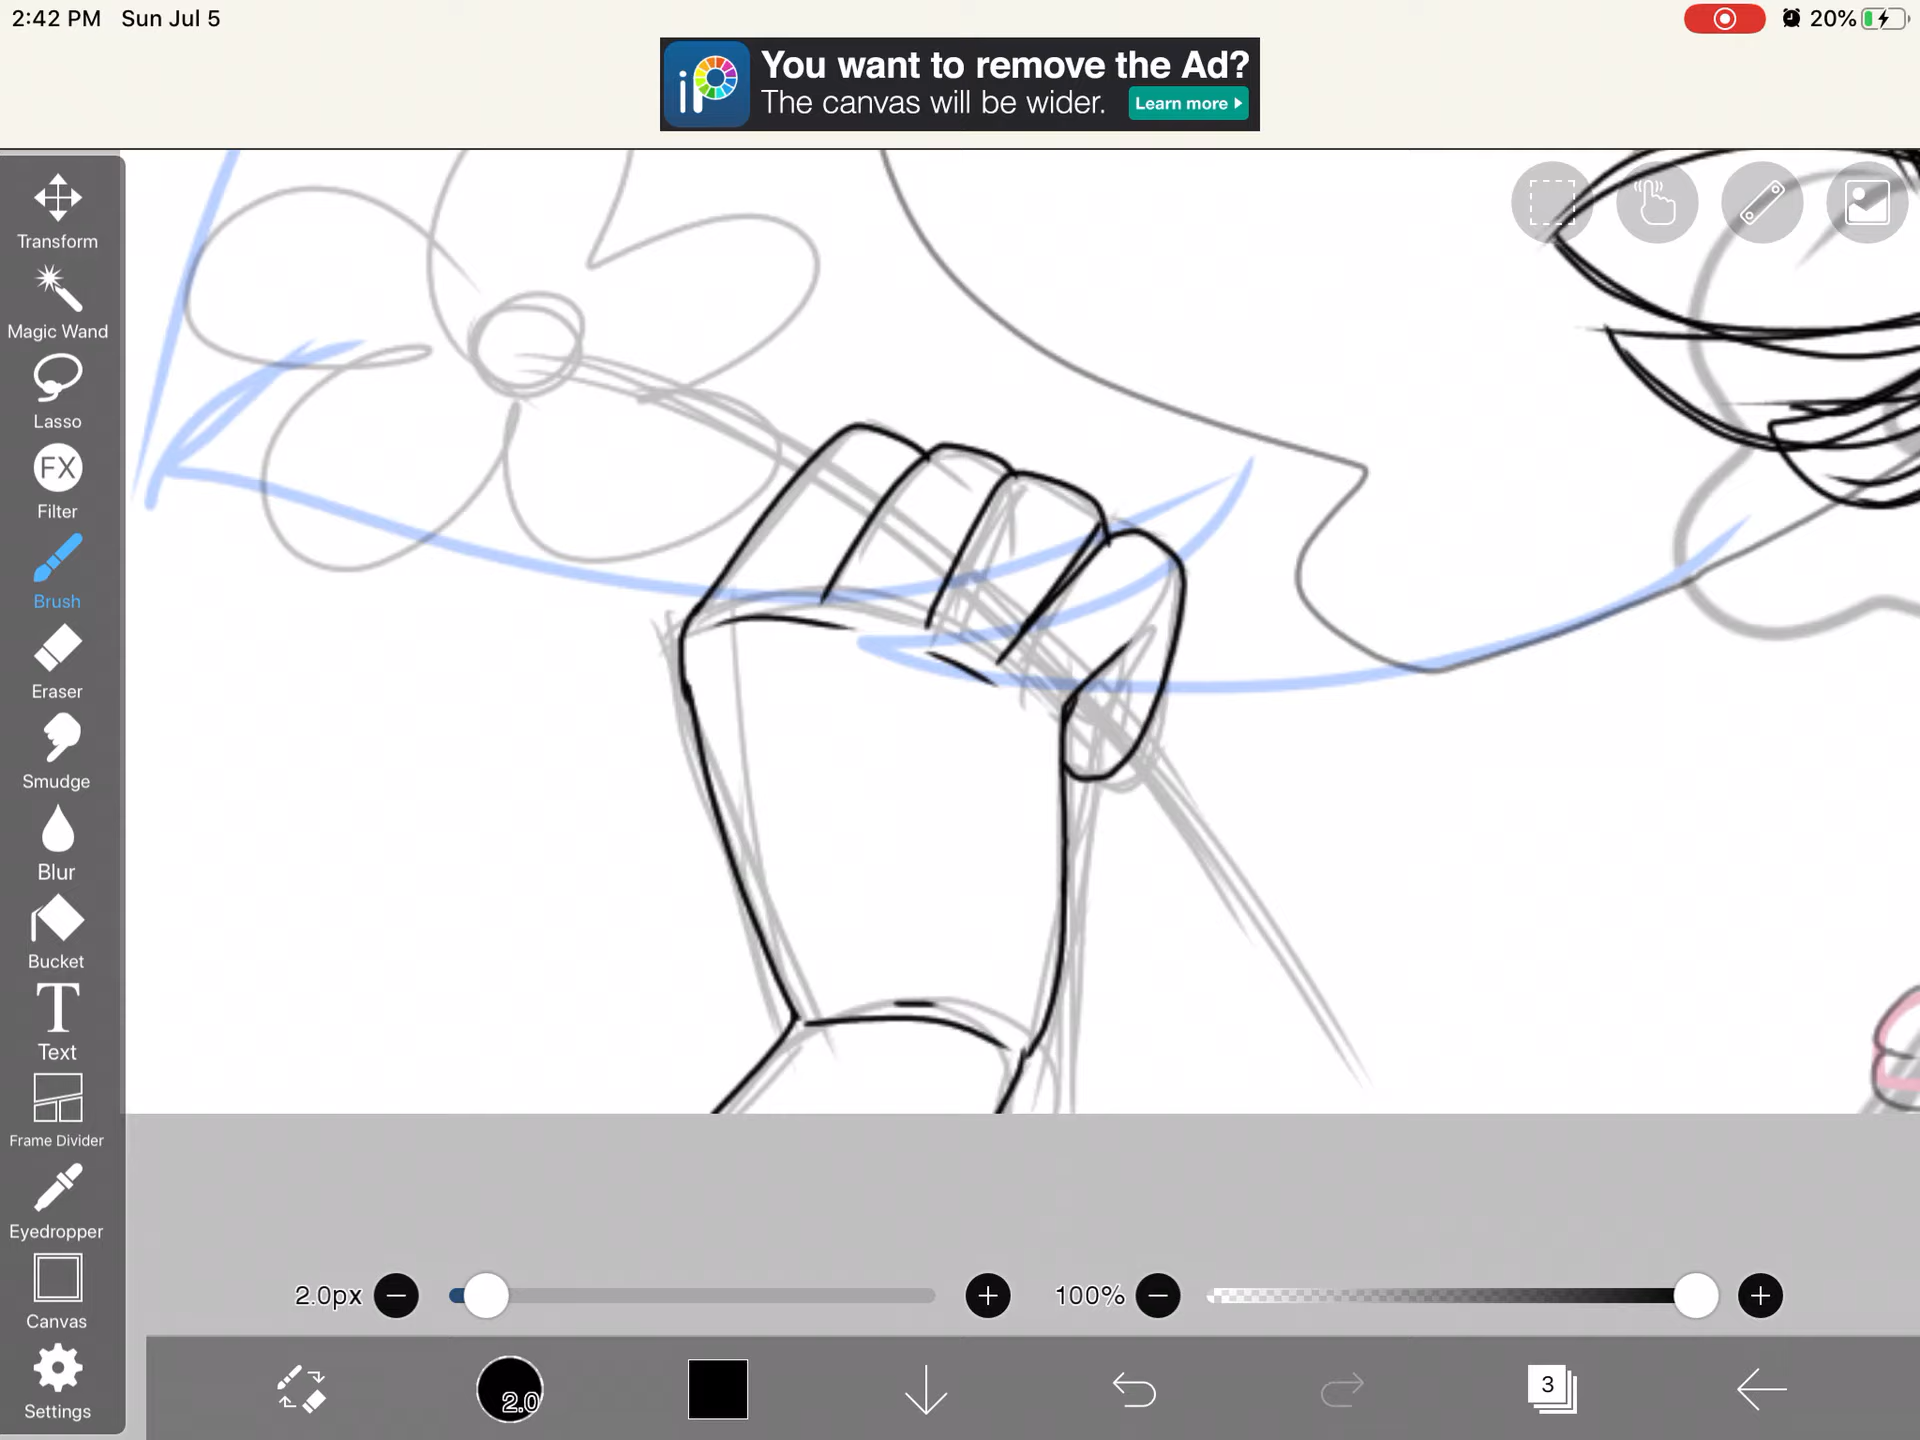 2:42 PM Sun Jul 5
20%
iP
You want to remove the Ad?
The canvas will be wider.
Learn more
Transform
Magic Wand
Lasso
FX
Filter
Brush
Eraser
Smudge
Blur
Bucket
T
Text
Frame Divider
Eyedropper
Canvas
Settings
2.0px
100%
2.0
3